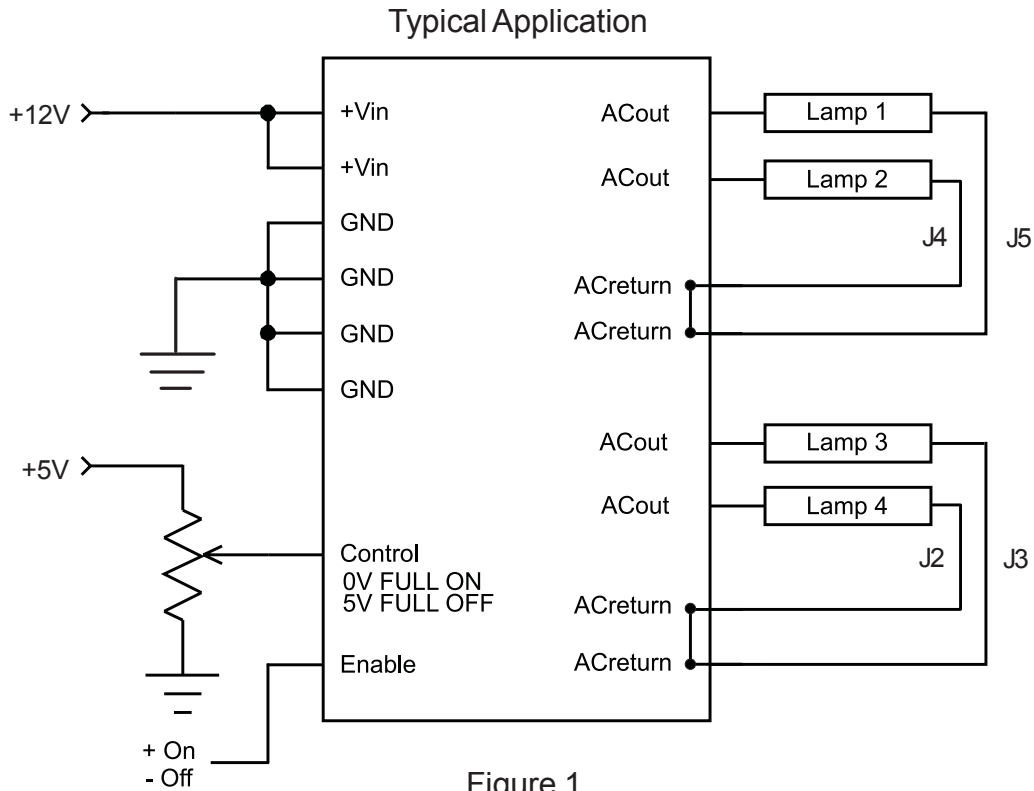 Typical Application
+12V
+Vin
+Vin
GND
GND
GND
GND
+5V
Control
0V FULL ON
5V FULL OFF
Enable
+ On
- Off
ACout
Lamp 1
ACout
Lamp 2
J4
J5
ACreturn
ACreturn
ACout
Lamp 3
ACout
Lamp 4
J2
J3
ACreturn
ACreturn
Figure 1